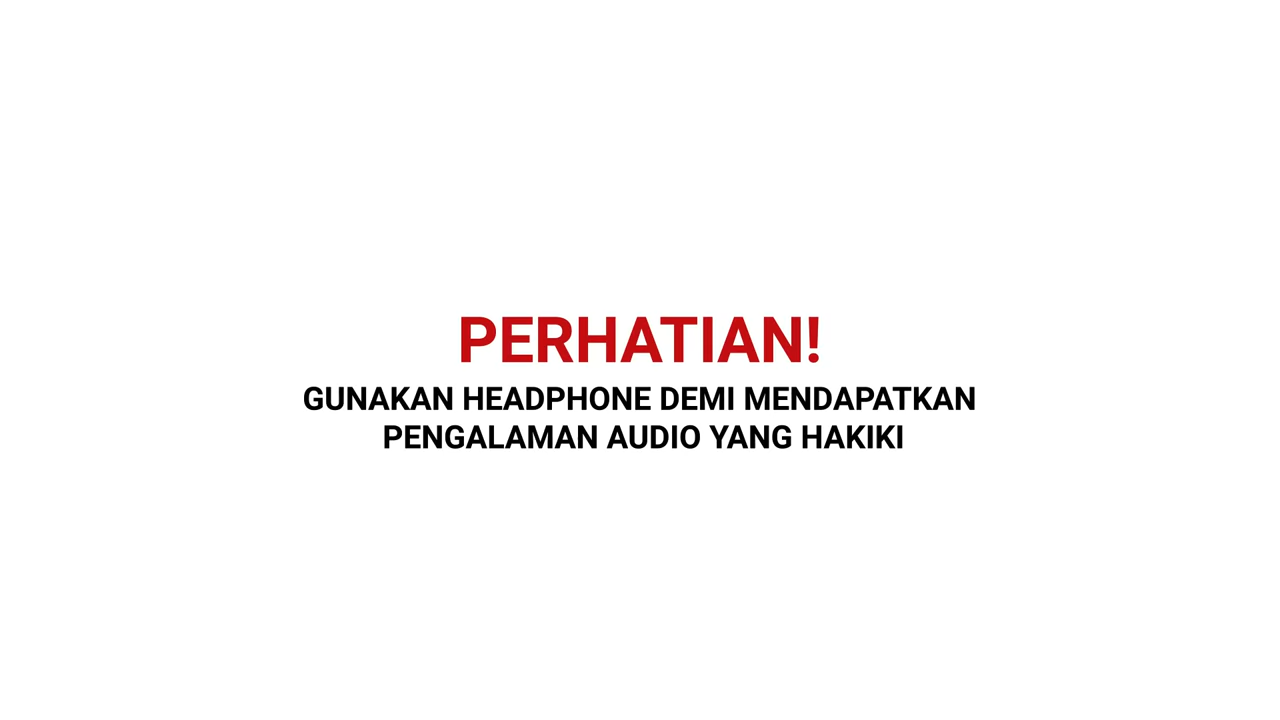 PERHATIAN!
GUNAKAN HEADPHONE DEMI MENDAPATKAN
PENGALAMAN AUDIO YANG HAKIKI